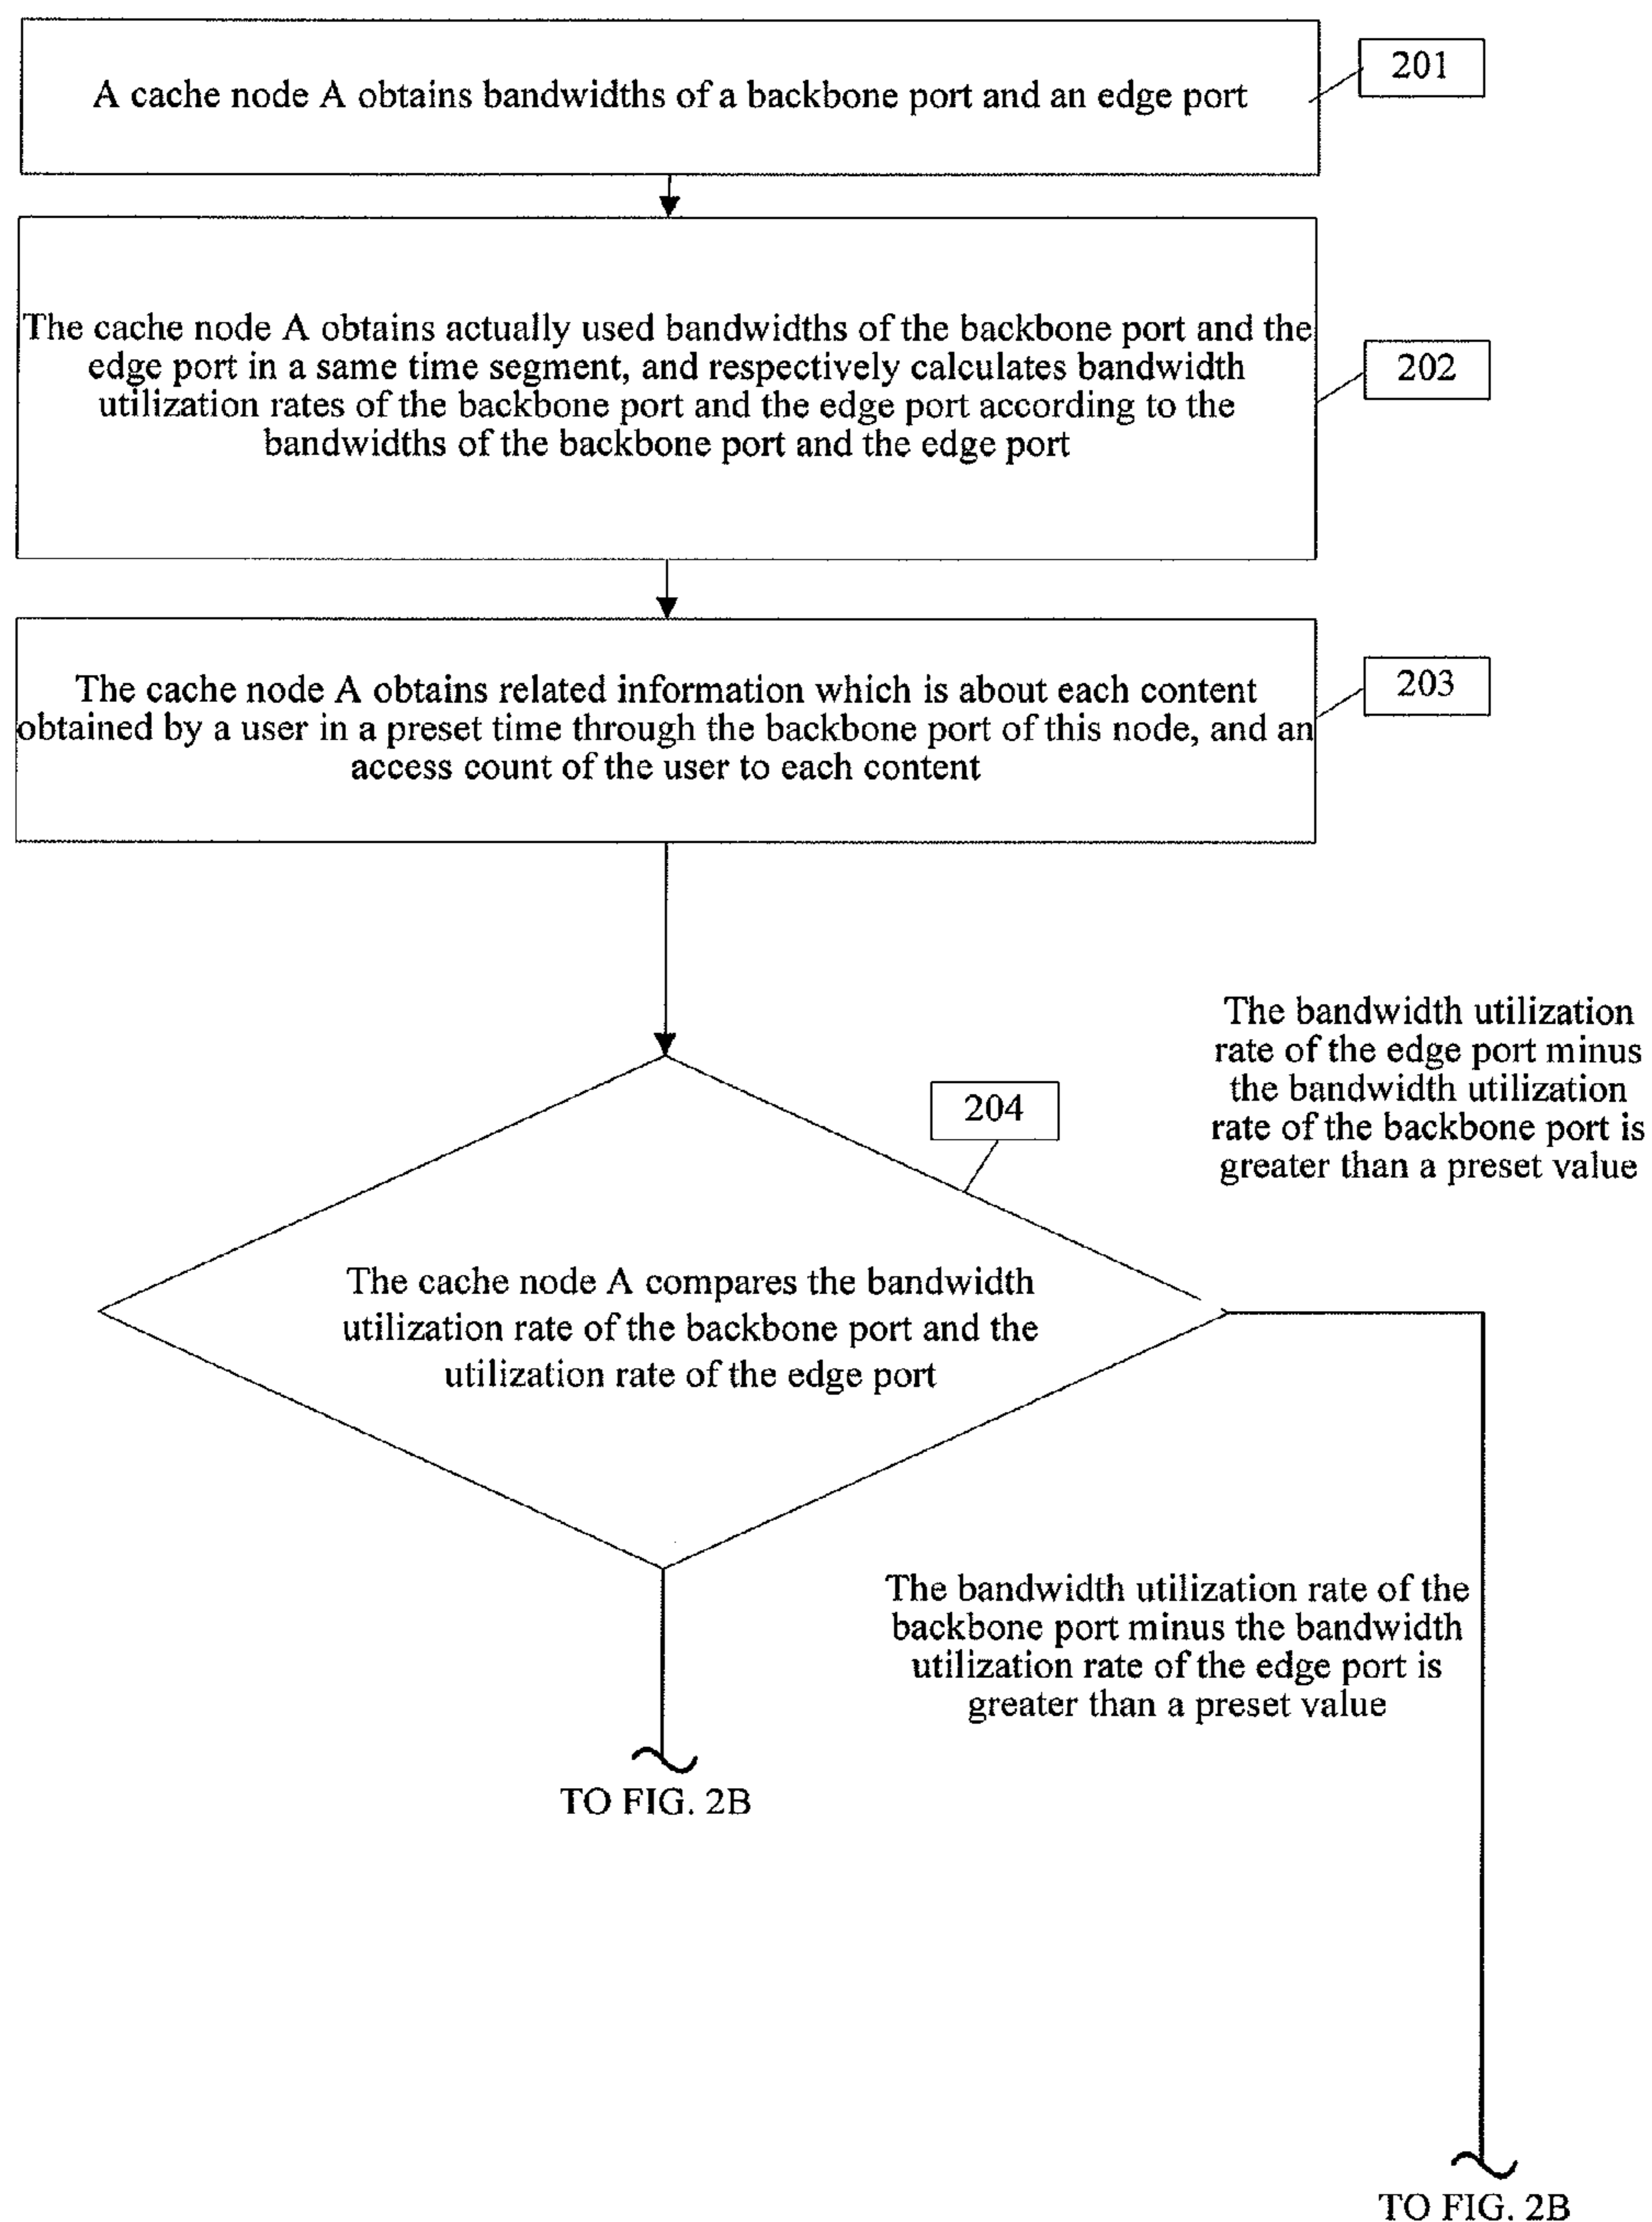 A cache node A obtains bandwidths of a backbone port and an edge port
201
The cache node A obtains actually used bandwidths of the backbone port and the
edge port in a same time segment, and respectively calculates bandwidth
utilization rates of the backbone port and the edge port according to the
bandwidths of the backbone port and the edge port
202
The cache node A obtains related information which is about each content
obtained by a user in a preset time through the backbone port of this node, and an
access count of the user to each content
203
The bandwidth utilization
rate of the edge port minus
the bandwidth utilization
rate of the backbone port is
greater than a preset value
204
The cache node A compares the bandwidth
utilization rate of the backbone port and the
utilization rate of the edge port
The bandwidth utilization rate of the
backbone port minus the bandwidth
utilization rate of the edge port is
greater than a preset value
TO FIG. 2B
TO FIG. 2B